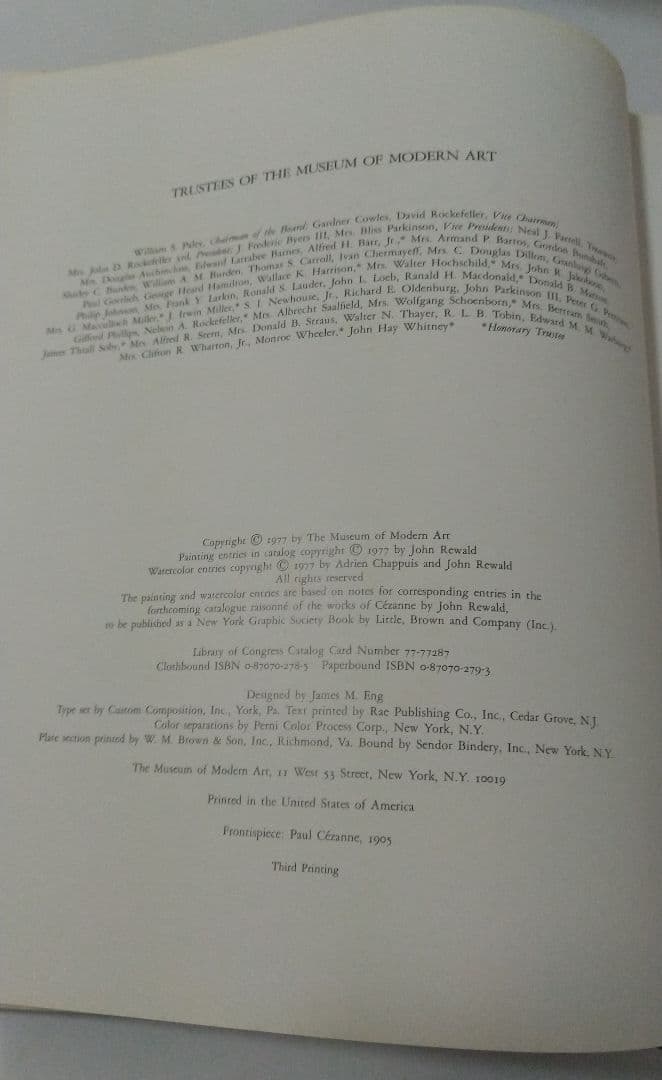 TRUSTEES OF THE MUSEUM OF MODERN ART
William S. Paley, Chairman of the Board; Gardner Cowles, David Rockefeller, Vice Chairmen;
Mrs. John D. Rockefeller 3rd, President; J. Frederic Byers III, Mrs. Bliss Parkinson, Vice Presidents; Neal J. Farrell, Treasurer;
Mrs. Douglas Auchincloss, Edward Larrabee Barnes, Alfred H. Barr, Jr.,* Mrs. Armand P. Bartos, Gordon Bunshaft,
Shirley C. Burden, William A. M. Burden, Thomas S. Carroll, Ivan Chermayeff, Mrs. C. Douglas Dillon, Gianluigi Gabetti,
Paul Gottlieb, George Heard Hamilton, Wallace K. Harrison,* Mrs. Walter Hochschild,* Mrs. John R. Jakobson,
Philip Johnson, Mrs. Frank Y. Larkin, Ronald S. Lauder, John L. Loeb, Ranald H. Macdonald,* Donald B. Marron,
Mrs. G. Macculloch Miller,* J. Irwin Miller,* S. I. Newhouse, Jr., Richard E. Oldenburg, John Parkinson III, Peter G. Peterson,
Gifford Phillips, Nelson A. Rockefeller,* Mrs. Albrecht Saalfield, Mrs. Wolfgang Schoenborn,* Mrs. Bertram Smith,
James Thrall Soby,* Mrs. Alfred R. Stern, Mrs. Donald B. Straus, Walter N. Thayer, R. L. B. Tobin, Edward M. M. Warburg,*
Mrs. Clifton R. Wharton, Jr., Monroe Wheeler,* John Hay Whitney* *Honorary Trustee
Copyright © 1977 by The Museum of Modern Art
Painting entries in catalog copyright © 1977 by John Rewald
Watercolor entries copyright © 1977 by Adrien Chappuis and John Rewald
All rights reserved
The painting and watercolor entries are based on notes for corresponding entries in the
forthcoming catalogue raisonné of the works of Cézanne by John Rewald,
to be published as a New York Graphic Society Book by Little, Brown and Company (Inc.).
Library of Congress Catalog Card Number 77-77287
Clothbound ISBN 0-87070-278-5 Paperbound ISBN 0-87070-279-3
Designed by James M. Eng
Type set by Custom Composition, Inc., York, Pa. Text printed by Rae Publishing Co., Inc., Cedar Grove, N.J.
Color separations by Perni Color Process Corp., New York, N.Y.
Plate section printed by W. M. Brown & Son, Inc., Richmond, Va. Bound by Sendor Bindery, Inc., New York, N.Y.
The Museum of Modern Art, 11 West 53 Street, New York, N.Y. 10019
Printed in the United States of America
Frontispiece: Paul Cézanne, 1905
Third Printing